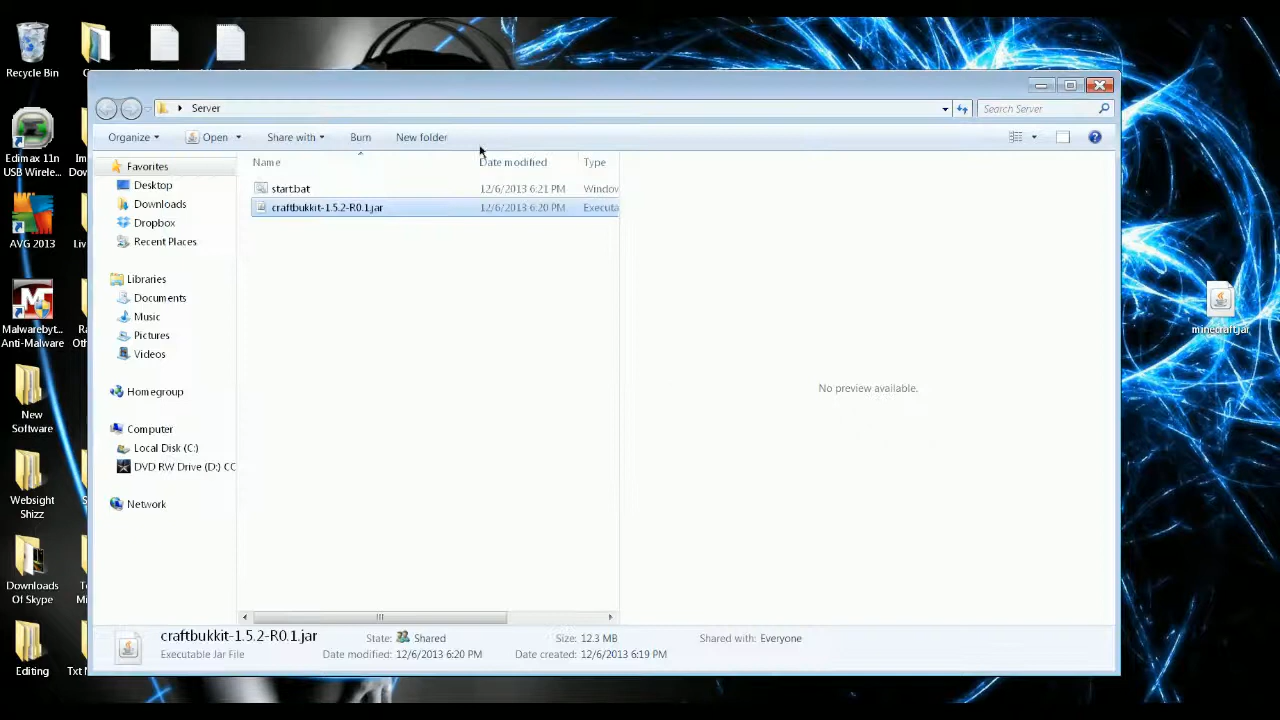 Recycle Bin
Edimax 11n
USB Wirele...
AVG 2013
Malwareby...
Anti-Malware
New
Software
Websight
Shizz
Downloads
Of Skype
Editing
Server
Search Server
Organize
Open
Share with
Burn
New folder
Name
Date modified
Type
start.bat
12/6/2013 6:21 PM
Windov
craftbukkit-1.5.2-R0.1.jar
12/6/2013 6:20 PM
Executa
Favorites
Desktop
Downloads
Dropbox
Recent Places
Libraries
Documents
Music
Pictures
Videos
Homegroup
Computer
Local Disk (C:)
DVD RW Drive (D:) CC
Network
No preview available.
minecraft.jar
craftbukkit-1.5.2-R0.1.jar
Executable Jar File
State: Shared
Date modified: 12/6/2013 6:20 PM
Size: 12.3 MB
Date created: 12/6/2013 6:19 PM
Shared with: Everyone